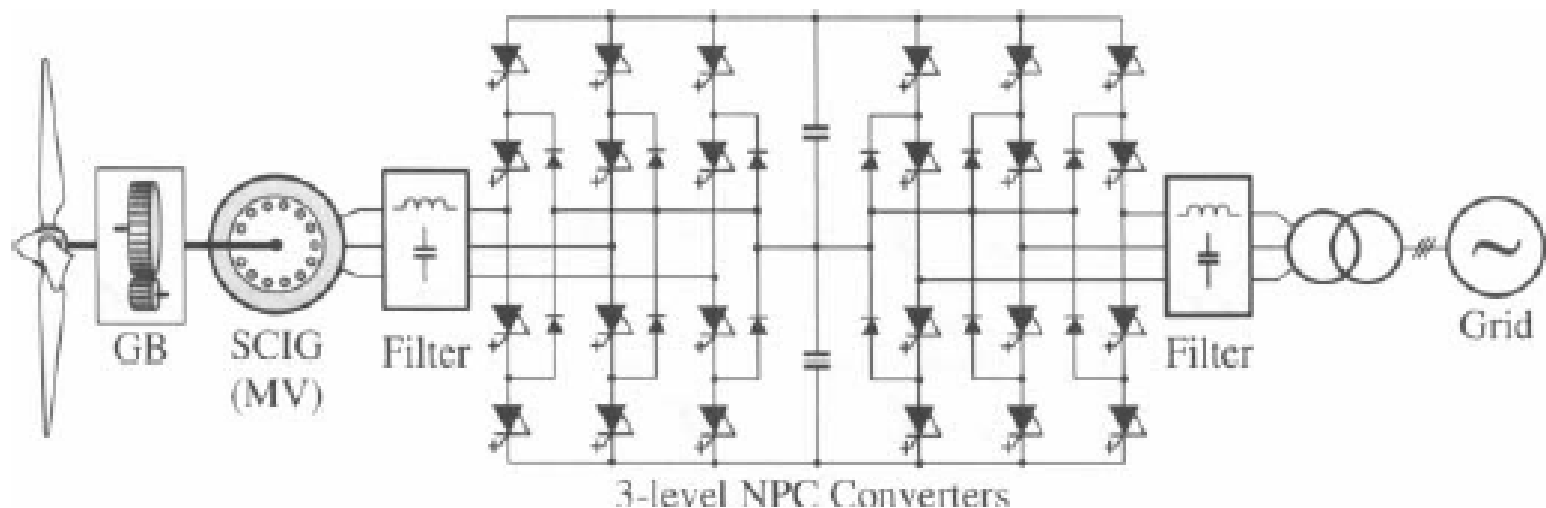 GB
SCIG
(MV)
Filter
3-level NPC Converters
Filter
Grid